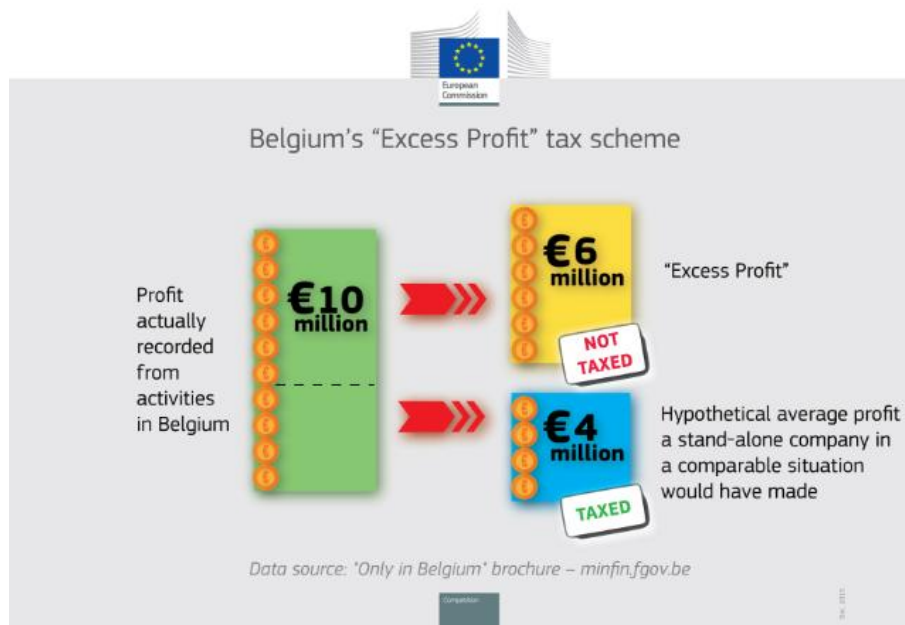 European
Commission
Belgium's "Excess Profit" tax scheme
Profit
actually
recorded
from
activities
in Belgium
€10
million
€6
million
NOT
TAXED
"Excess Profit"
€4
million
TAXED
Hypothetical average profit
a stand-alone company in
a comparable situation
would have made
Data source: "Only in Belgium" brochure – minfin.fgov.be
Competition